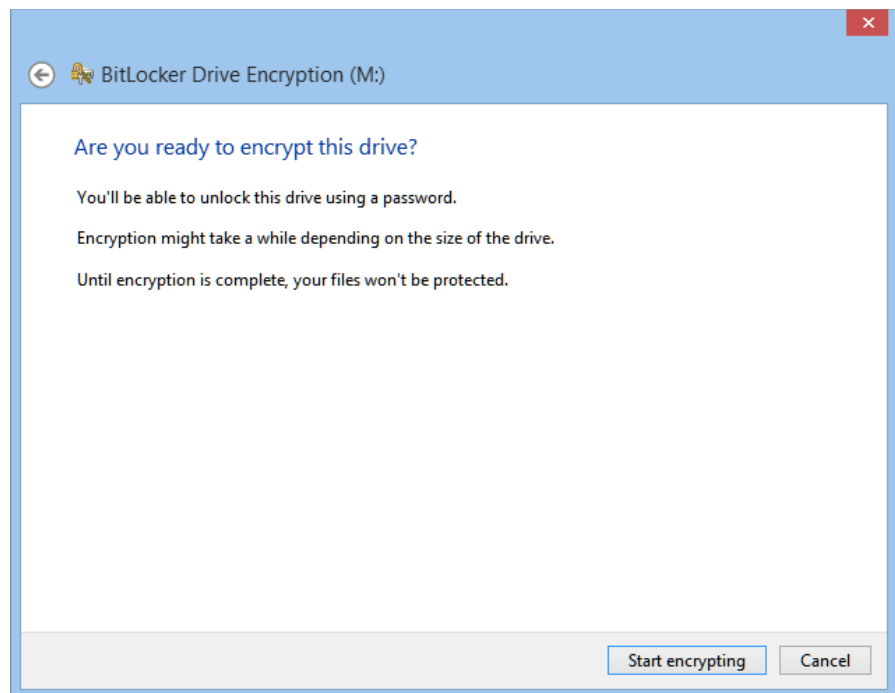 BitLocker Drive Encryption (M:)
Are you ready to encrypt this drive?
You'll be able to unlock this drive using a password.
Encryption might take a while depending on the size of the drive.
Until encryption is complete, your files won't be protected.
Start encrypting
Cancel